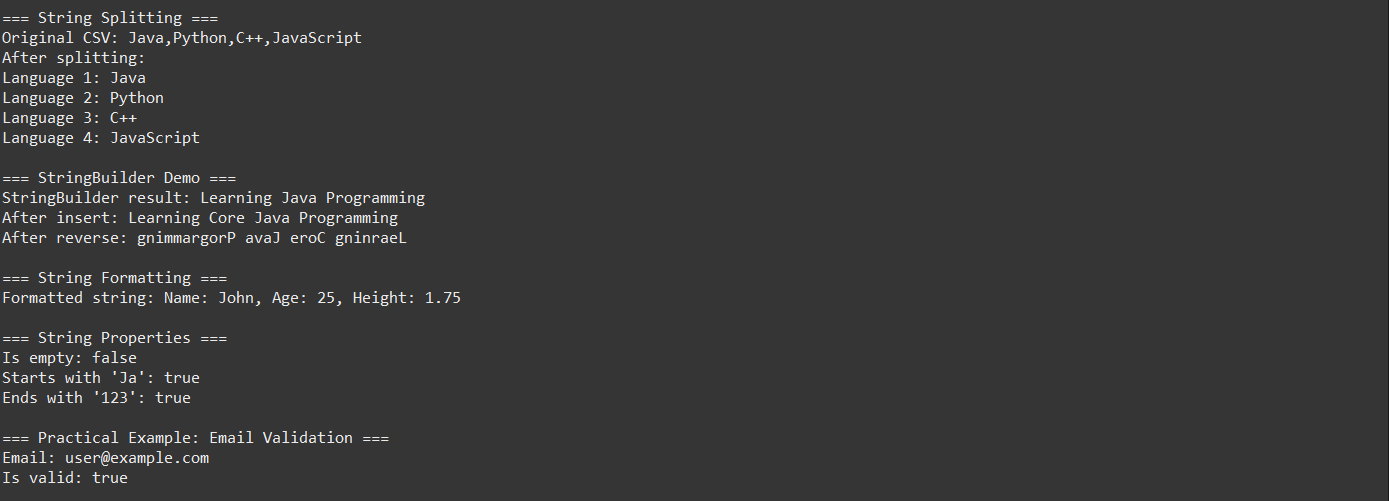 === String Splitting ===
Original CSV: Java,Python,C++,JavaScript
After splitting:
Language 1: Java
Language 2: Python
Language 3: C++
Language 4: JavaScript
=== StringBuilder Demo ===
StringBuilder result: Learning Java Programming
After insert: Learning Core Java Programming
After reverse: gnimmargorP avaJ eroC gninraeL
=== String Formatting ===
Formatted string: Name: John, Age: 25, Height: 1.75
=== String Properties ===
Is empty: false
Starts with 'Ja': true
Ends with '123': true
=== Practical Example: Email Validation ===
Email: user@example.com
Is valid: true